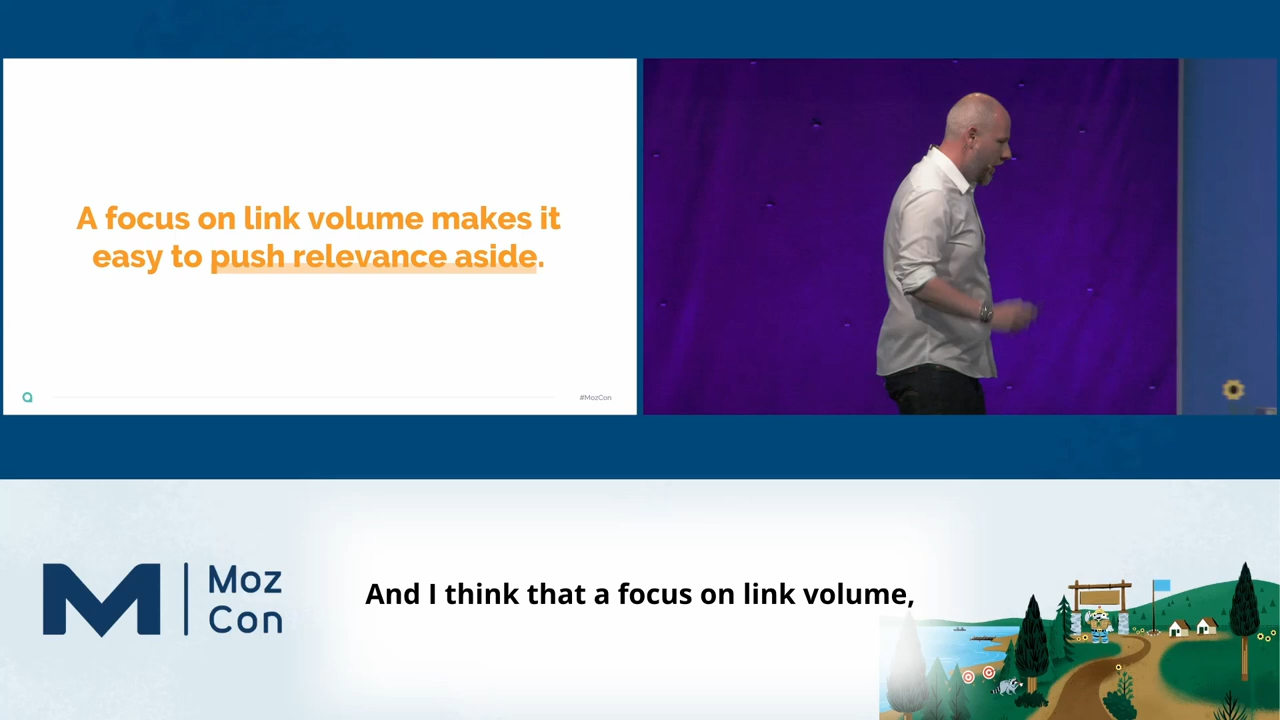 A focus on link volume makes it
easy to push relevance aside.
#MozCon
Moz
Con
And I think that a focus on link volume,